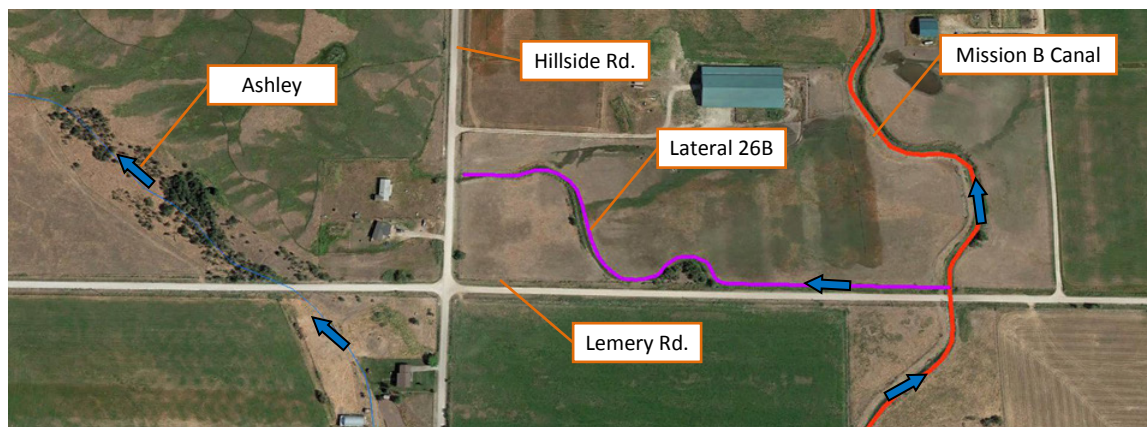 Hillside Rd.
Mission B Canal
Ashley
Lateral 26B
Lemery Rd.